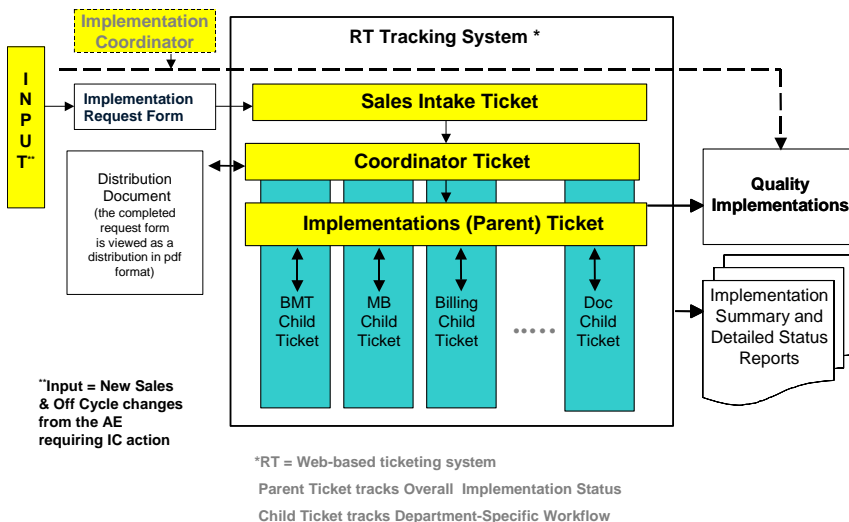 Implementation
Coordinator
RT Tracking System *
I
N
P
U
T**
Implementation
Request Form
Sales Intake Ticket
Coordinator Ticket
Distribution
Document
(the completed
request form
is viewed as a
distribution in pdf
format)
Implementations (Parent) Ticket
Quality
Implementations
BMT
Child
Ticket
MB
Child
Ticket
Billing
Child
Ticket
.....
Doc
Child
Ticket
Implementation
Summary and
Detailed Status
Reports
**Input = New Sales
& Off Cycle changes
from the AE
requiring IC action
*RT = Web-based ticketing system
Parent Ticket tracks Overall Implementation Status
Child Ticket tracks Department-Specific Workflow